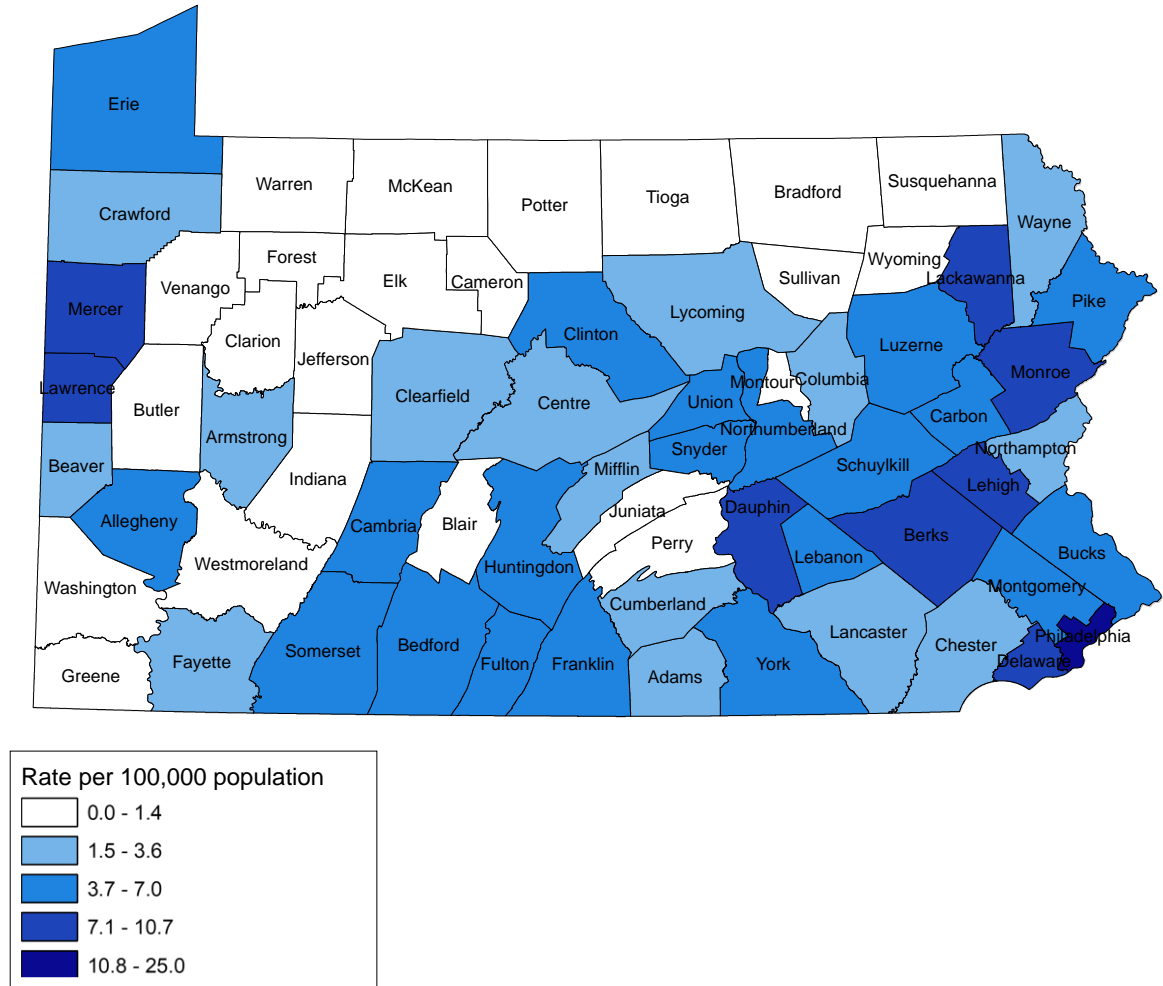 Erie
Warren
McKean
Potter
Tioga
Bradford
Susquehanna
Crawford
Wayne
Forest
Elk
Cameron
Sullivan
Wyoming
Lackawanna
Venango
Mercer
Lycoming
Pike
Clarion
Clinton
Luzerne
Jefferson
Monroe
Lawrence
Butler
Clearfield
Centre
Union
Montour
Columbia
Carbon
Armstrong
Northumberland
Beaver
Snyder
Northampton
Mifflin
Schuylkill
Indiana
Lehigh
Allegheny
Cambria
Blair
Juniata
Dauphin
Perry
Berks
Lebanon
Bucks
Westmoreland
Huntingdon
Washington
Montgomery
Cumberland
Lancaster
Philadelphia
Chester
Somerset
Bedford
Fayette
Fulton
Franklin
York
Delaware
Greene
Adams
Rate per 100,000 population
0.0 - 1.4
1.5 - 3.6
3.7 - 7.0
7.1 - 10.7
10.8 - 25.0